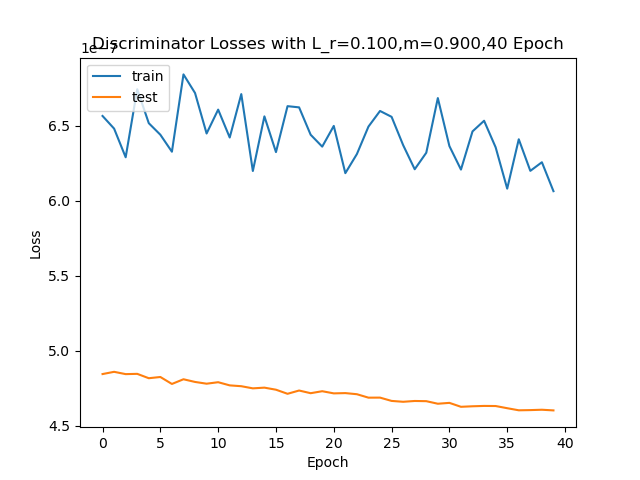 Discriminator Losses with L_r=0.100,m=0.900,40 Epoch
1e−7
train
test
6.5
6.0
5.5
5.0
4.5
Loss
0 5 10 15 20 25 30 35 40
Epoch